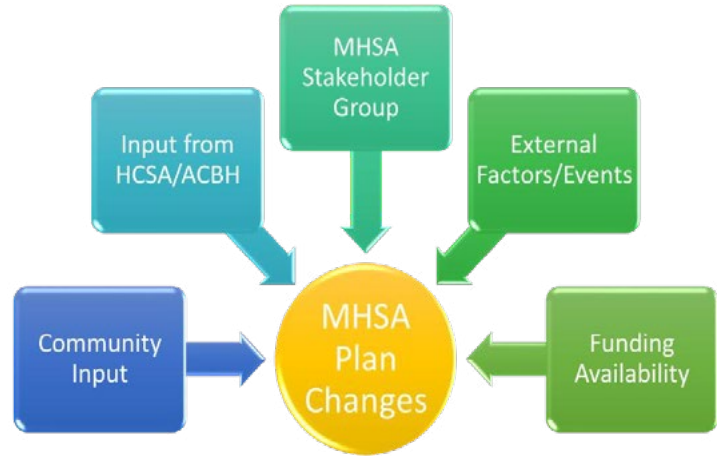 MHSA
Stakeholder
Group
Input from
HCSA/ACBH
External
Factors/Events
Community
Input
MHSA
Plan
Changes
Funding
Availability